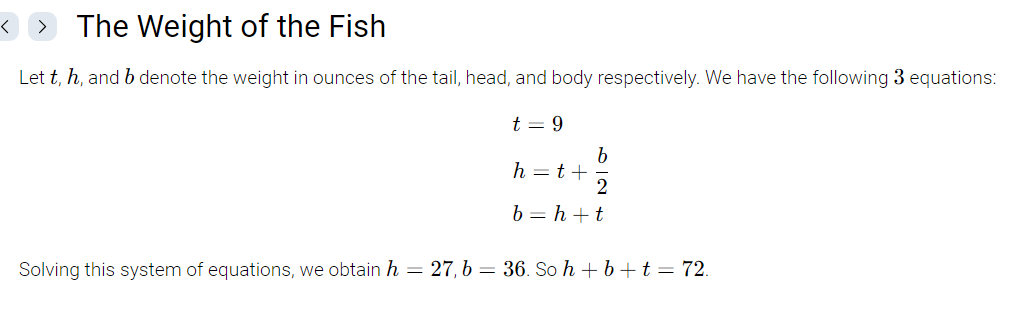 < > The Weight of the Fish
Let t, h, and b denote the weight in ounces of the tail, head, and body respectively. We have the following 3 equations:
t = 9
h = t + b/2
b = h + t
Solving this system of equations, we obtain h = 27, b = 36. So h + b + t = 72.